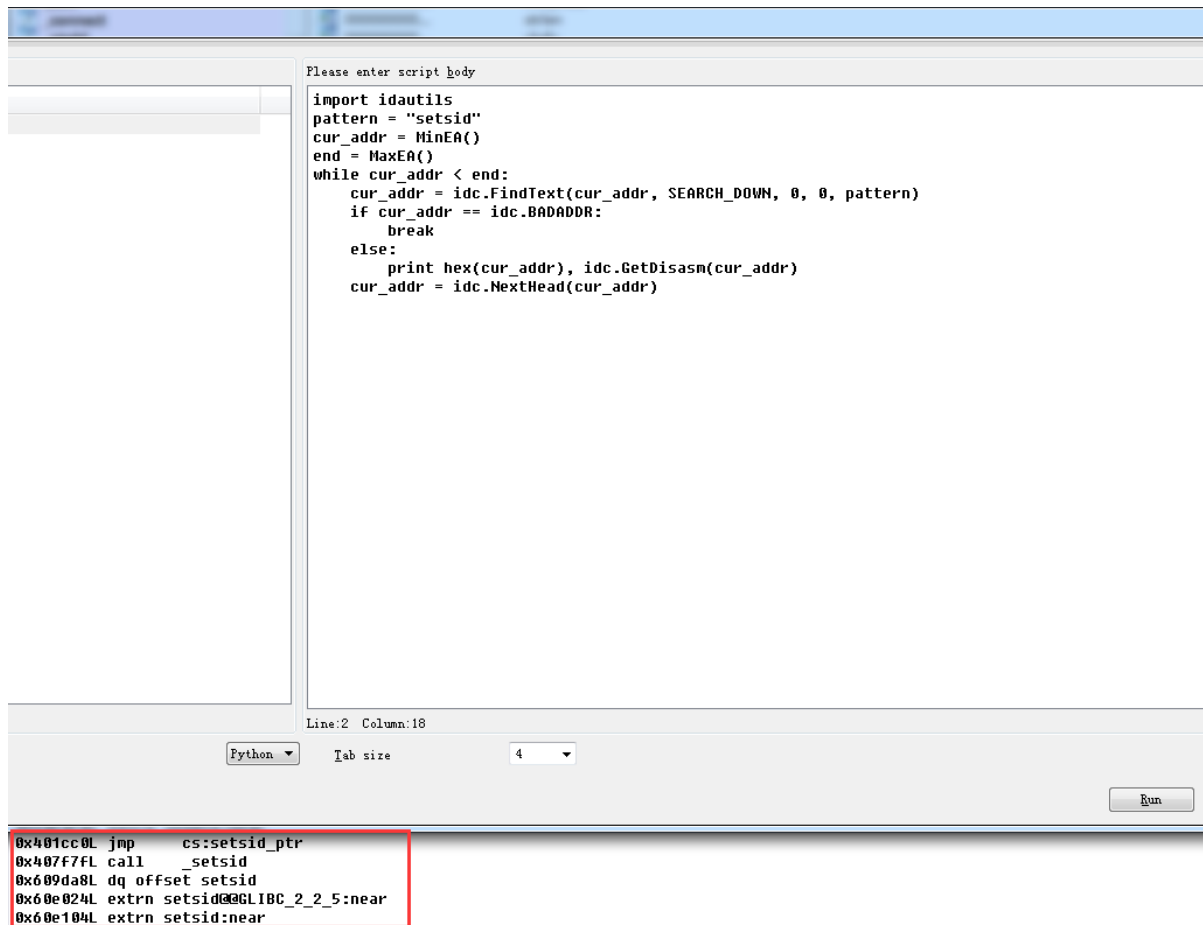 Please enter script body
import idautils
pattern = "setsid"
cur_addr = MinEA()
end = MaxEA()
while cur_addr < end:
    cur_addr = idc.FindText(cur_addr, SEARCH_DOWN, 0, 0, pattern)
    if cur_addr == idc.BADADDR:
        break
    else:
        print hex(cur_addr), idc.GetDisasm(cur_addr)
    cur_addr = idc.NextHead(cur_addr)
Line:2 Column:18
Python Tab size 4
Run
0x401cc0L jmp     cs:setsid_ptr
0x407f7fL call    _setsid
0x609da8L dq offset setsid
0x60e024L extrn setsid@@GLIBC_2_2_5:near
0x60e104L extrn setsid:near